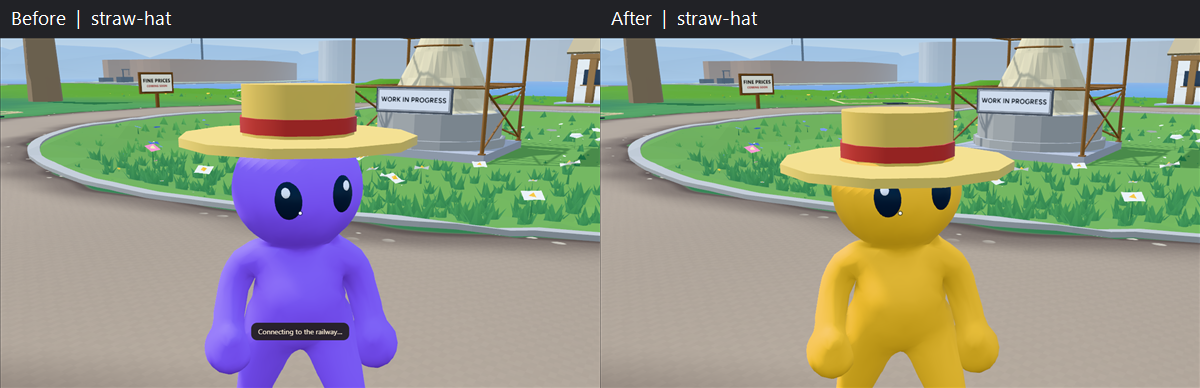 Before | straw-hat
After | straw-hat
FINE PRICES
COMING SOON
WORK IN PROGRESS
Connecting to the railway...
FINE PRICES
COMING SOON
WORK IN PROGRESS